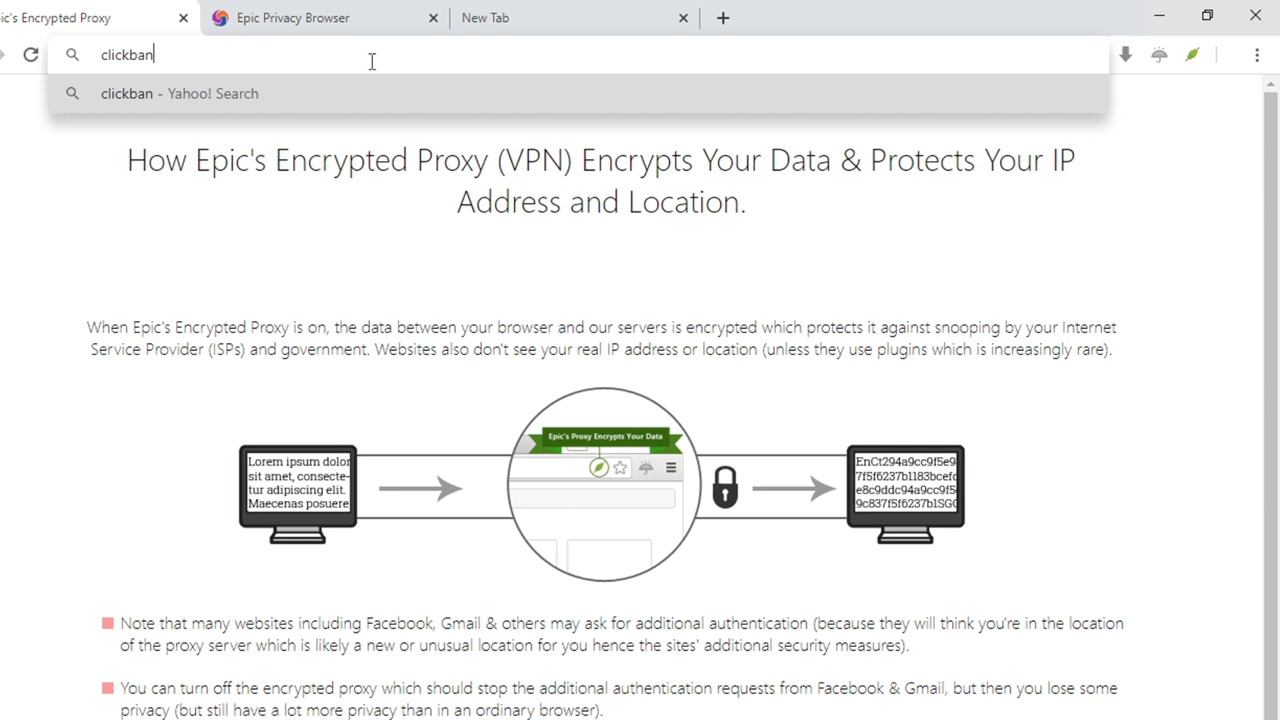 ic's Encrypted Proxy
Epic Privacy Browser
New Tab
clickban
clickban - Yahoo! Search
How Epic's Encrypted Proxy (VPN) Encrypts Your Data & Protects Your IP
Address and Location.
When Epic's Encrypted Proxy is on, the data between your browser and our servers is encrypted which protects it against snooping by your Internet
Service Provider (ISPs) and government. Websites also don't see your real IP address or location (unless they use plugins which is increasingly rare).
Lorem ipsum dolor
sit amet, consecte-
tur adipiscing elit.
Maecenas posuere
Epic's Proxy Encrypts Your Data
EnCt294a9cc9f5e9
7f5f6237b1183bcefc
e8c9ddc94a9cc9f5
9c837f5f6237b1SGC
Note that many websites including Facebook, Gmail & others may ask for additional authentication (because they will think you're in the location
of the proxy server which is likely a new or unusual location for you hence the sites' additional security measures).
You can turn off the encrypted proxy which should stop the additional authentication requests from Facebook & Gmail, but then you lose some
privacy (but still have a lot more privacy than in an ordinary browser).